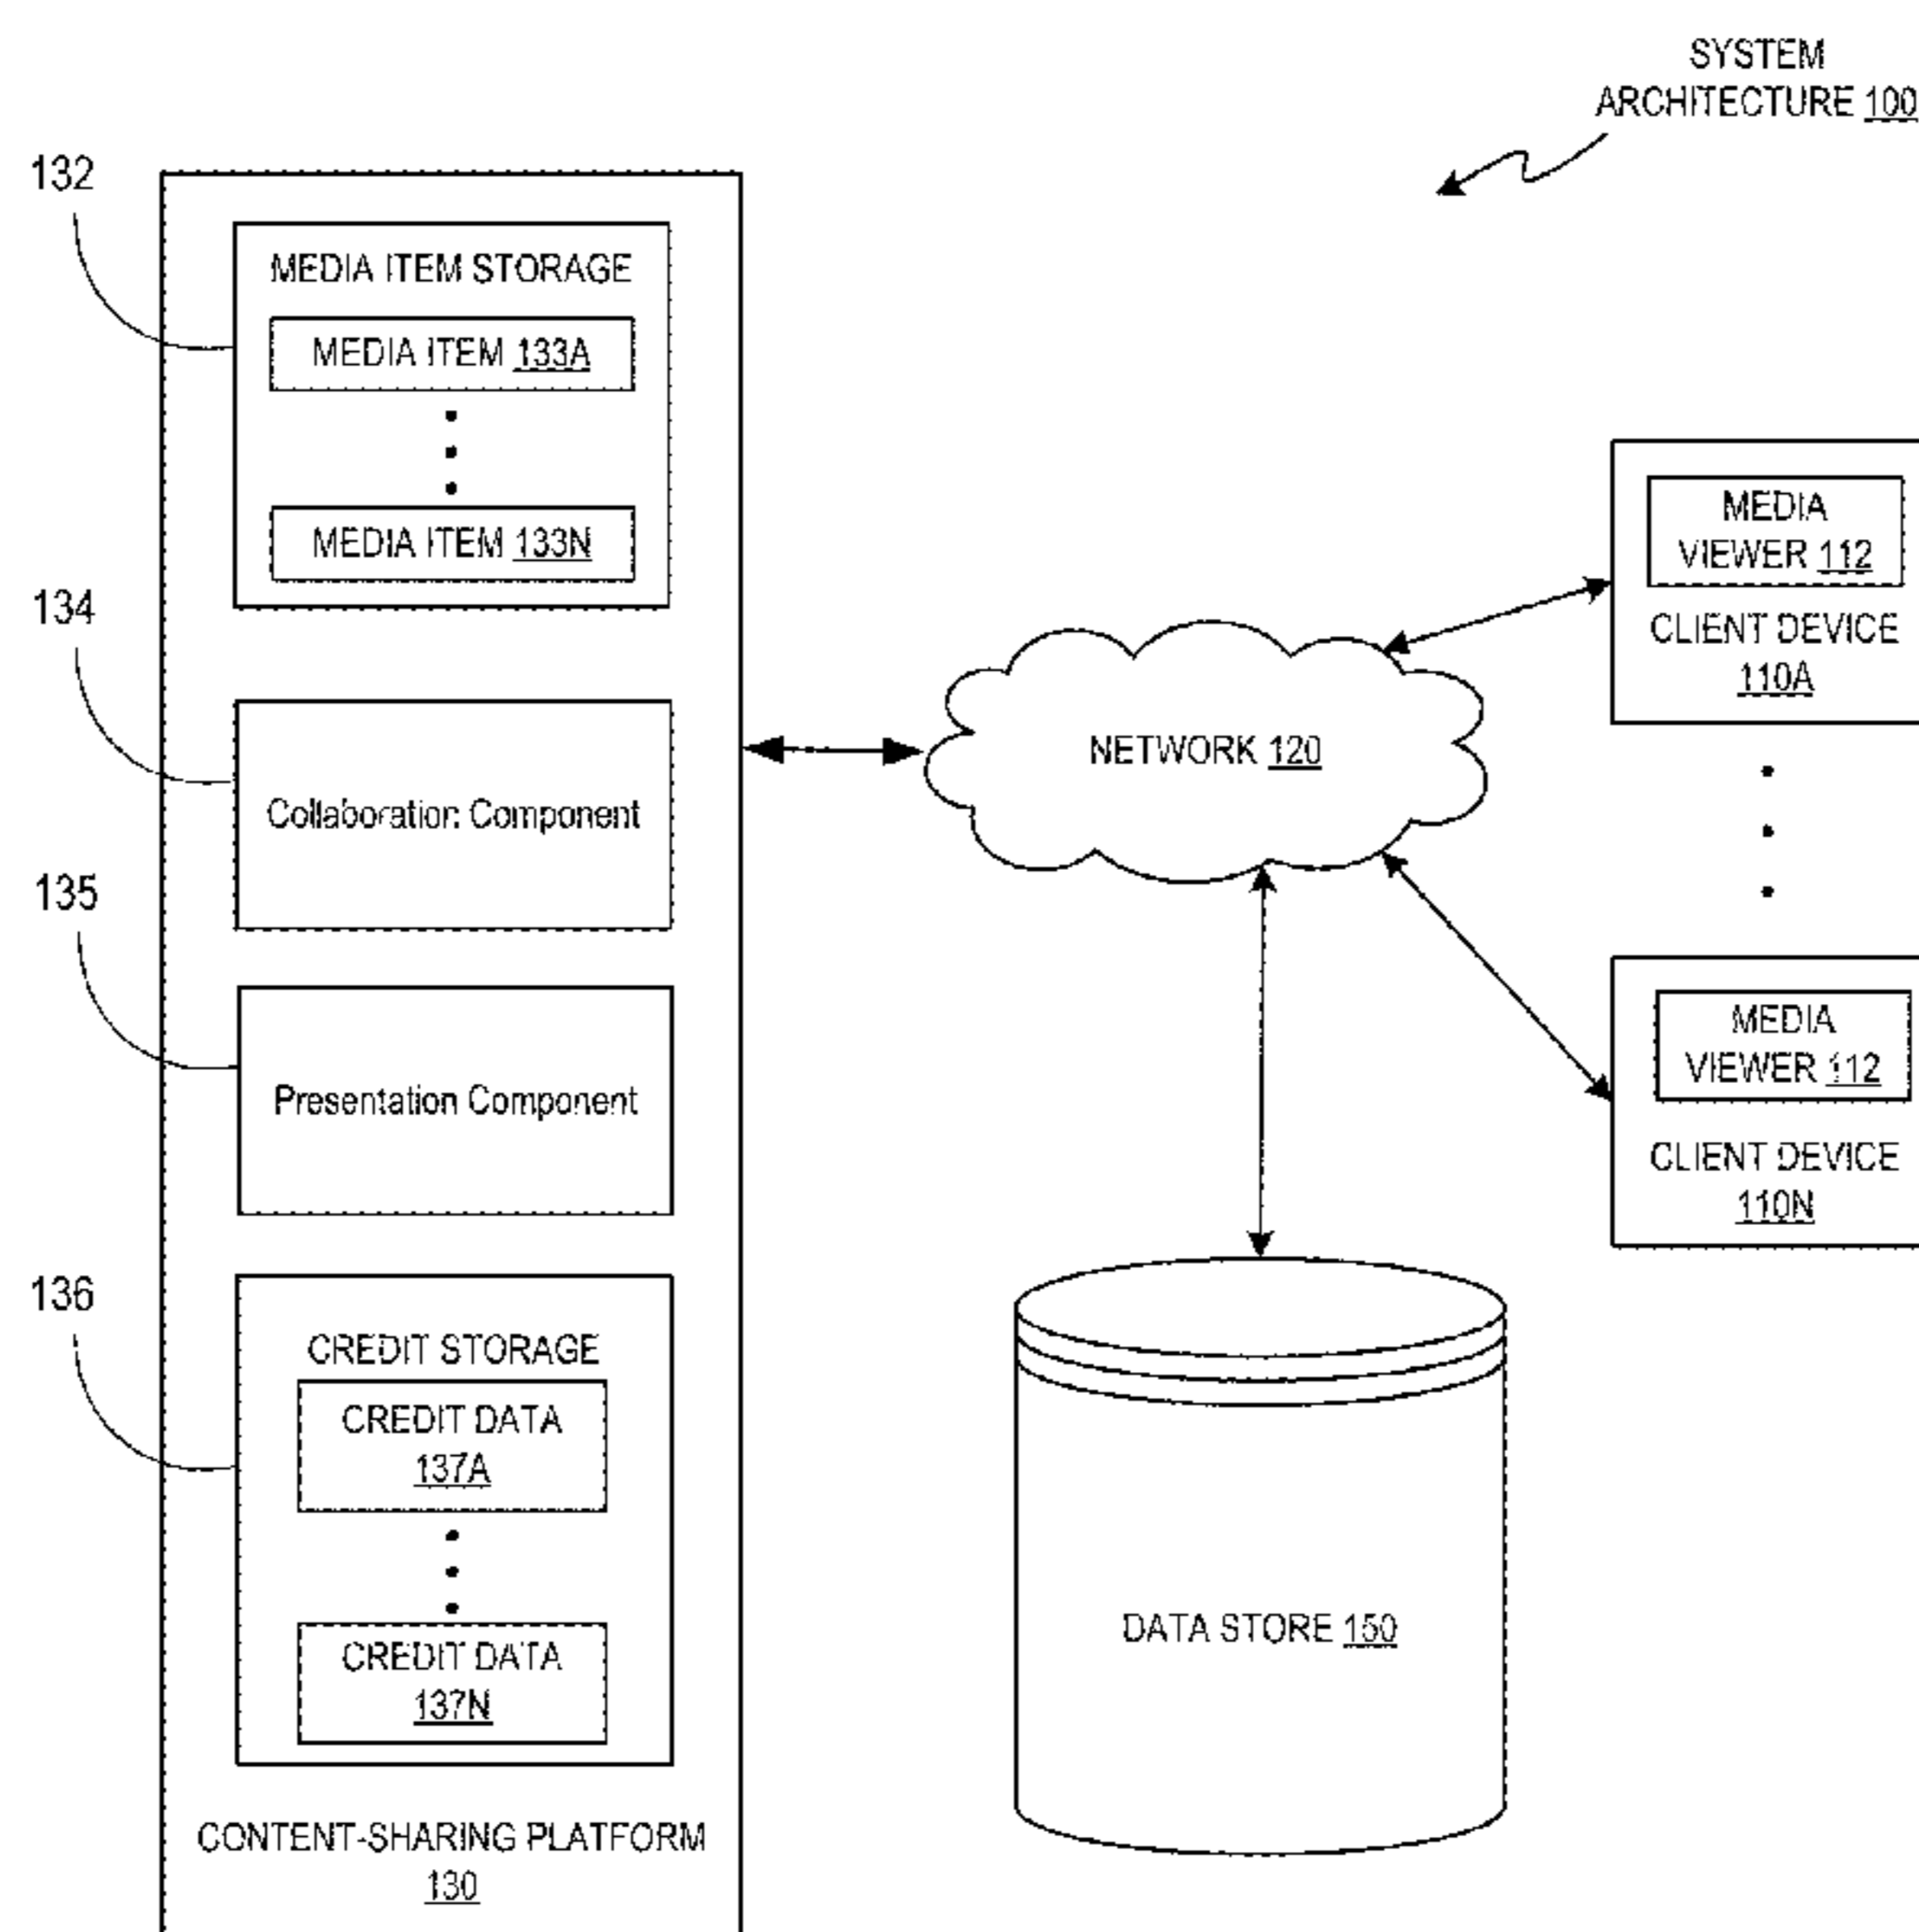 SYSTEM
ARCHITECTURE 100
132
MEDIA ITEM STORAGE
MEDIA ITEM 133A
MEDIA ITEM 133N
134
Collaboration Component
135
Presentation Component
136
CREDIT STORAGE
CREDIT DATA
137A
CREDIT DATA
137N
CONTENT-SHARING PLATFORM
130
NETWORK 120
MEDIA
VIEWER 112
CLIENT DEVICE
110A
MEDIA
VIEWER 112
CLIENT DEVICE
110N
DATA STORE 150